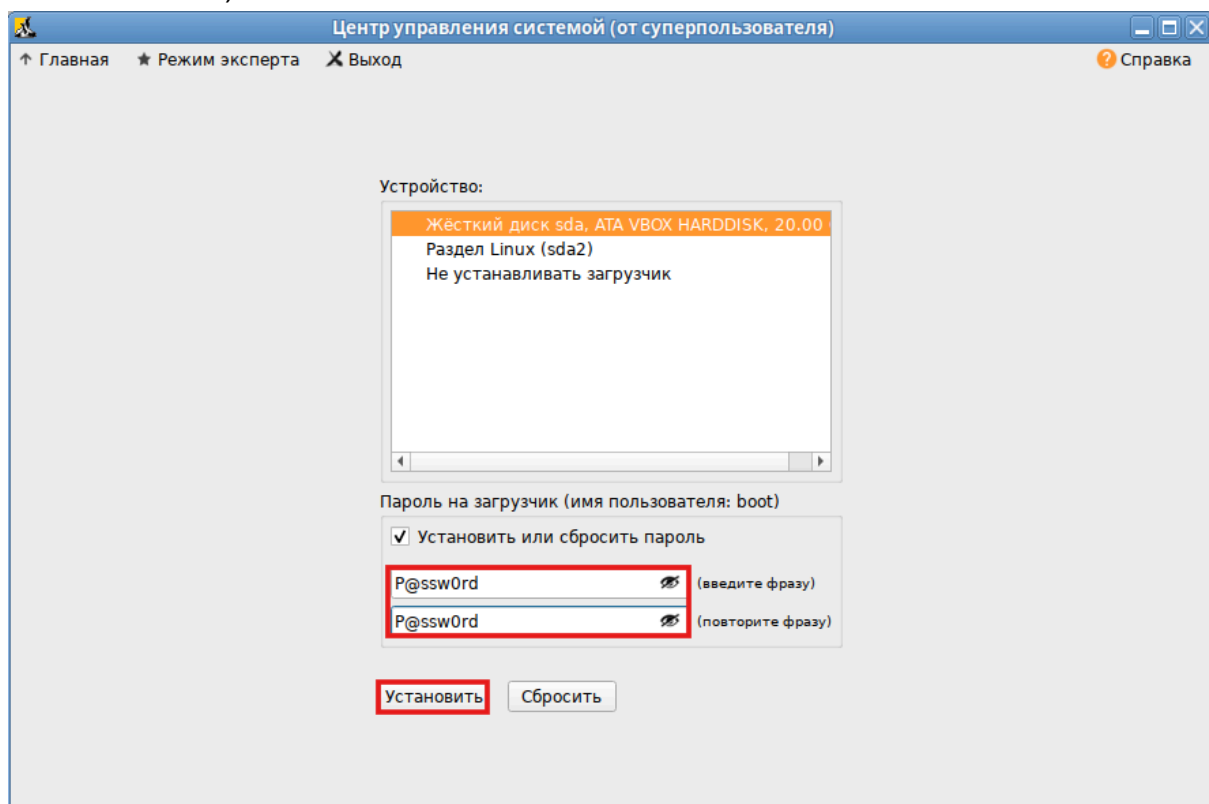 Центр управления системой (от суперпользователя)
Главная Режим эксперта Выход Справка
Устройство:
Жёсткий диск sda, ATA VBOX HARDDISK, 20.00
Раздел Linux (sda2)
Не устанавливать загрузчик
Пароль на загрузчик (имя пользователя: boot)
Установить или сбросить пароль
P@ssw0rd (введите фразу)
P@ssw0rd (повторите фразу)
Установить Сбросить